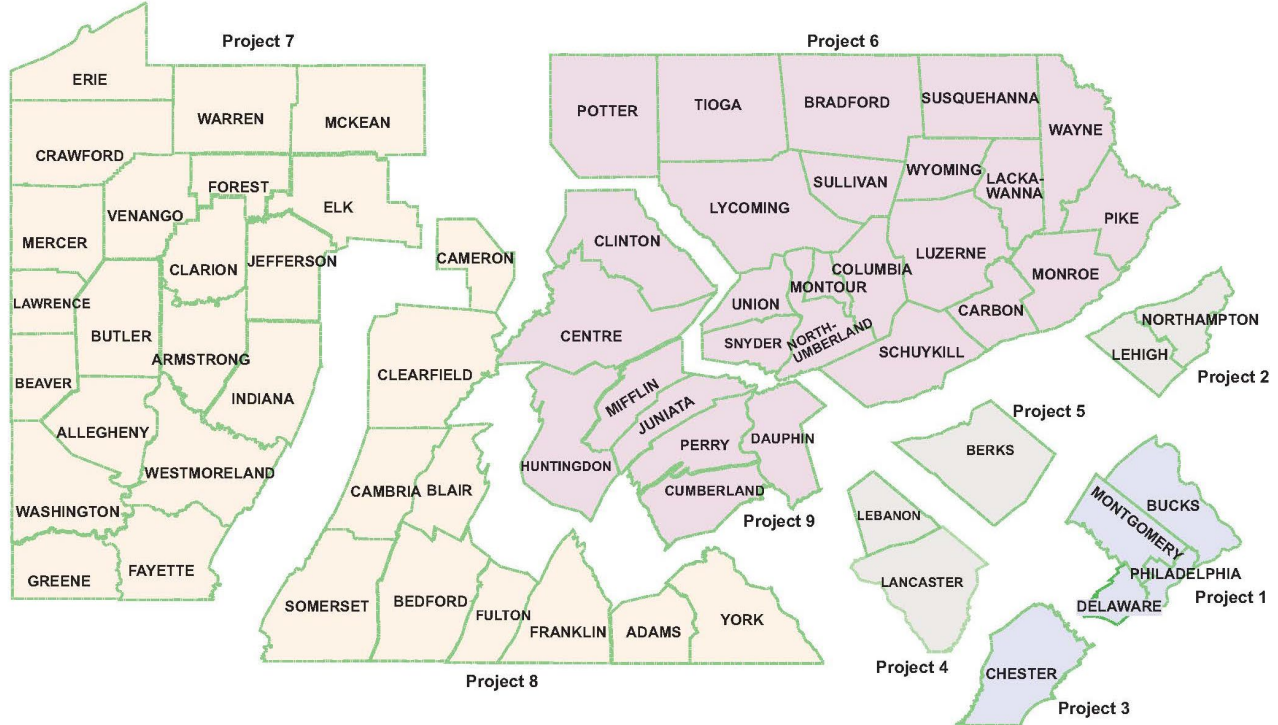 Project 7
ERIE
WARREN
MCKEAN
CRAWFORD
FOREST
VENANGO
ELK
MERCER
CLARION
JEFFERSON
LAWRENCE
BUTLER
ARMSTRONG
BEAVER
INDIANA
ALLEGHENY
WESTMORELAND
WASHINGTON
GREENE
FAYETTE
Project 6
POTTER
TIOGA
BRADFORD
SUSQUEHANNA
WAYNE
SULLIVAN
WYOMING
LACKA-
WANNA
LYCOMING
PIKE
LUZERNE
COLUMBIA
MONTOUR
MONROE
UNION
CARBON
SNYDER
NORTH-
UMBERLAND
SCHUYKILL
CLINTON
CENTRE
MIFFLIN
JUNIATA
PERRY
DAUPHIN
HUNTINGDON
CUMBERLAND
Project 9
CAMERON
CLEARFIELD
CAMBRIA
BLAIR
SOMERSET
BEDFORD
FULTON
FRANKLIN
ADAMS
YORK
Project 8
NORTHAMPTON
LEHIGH
Project 2
Project 5
BERKS
LEBANON
LANCASTER
Project 4
BUCKS
MONTGOMERY
PHILADELPHIA
DELAWARE
Project 1
CHESTER
Project 3